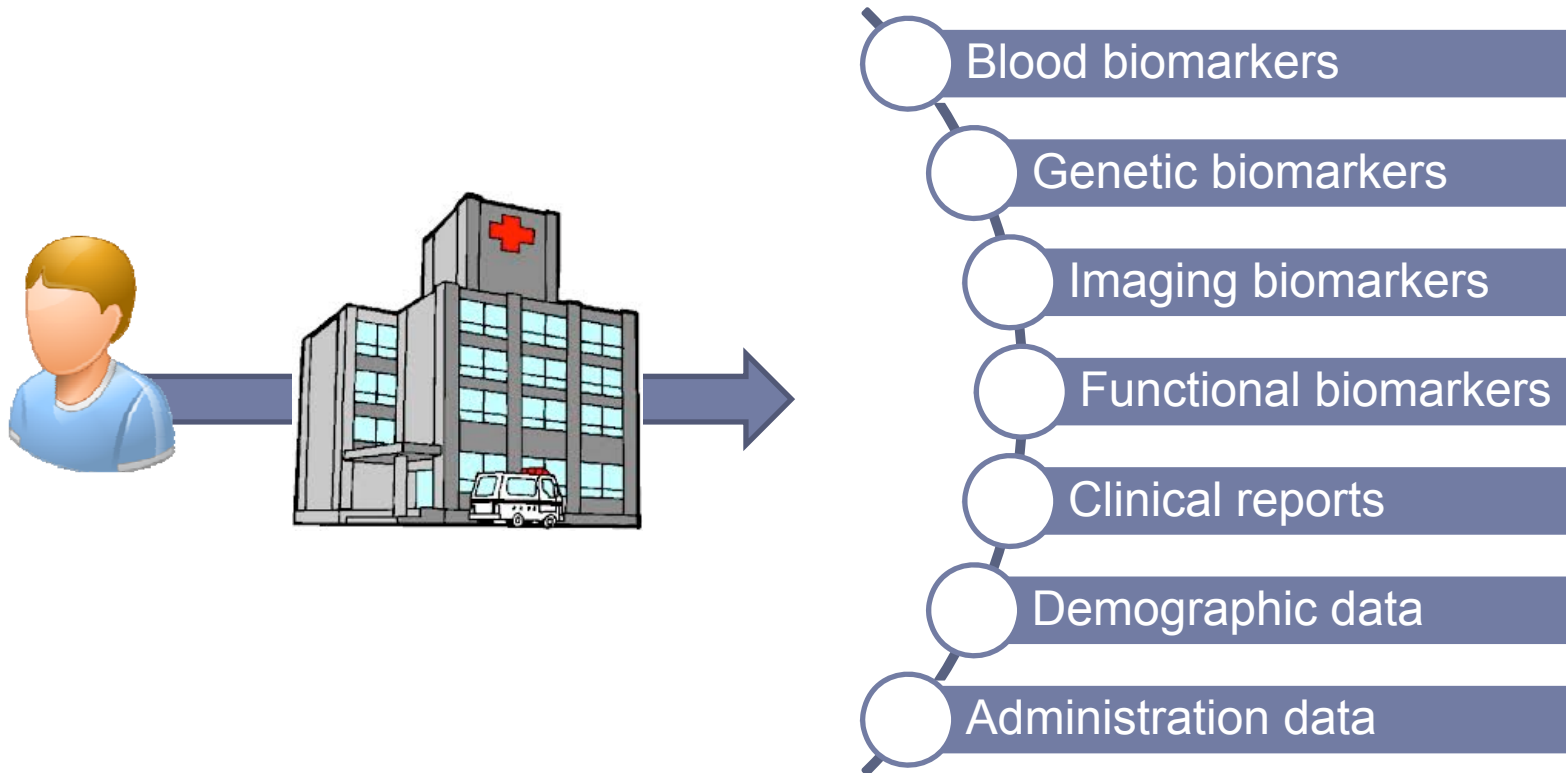 Blood biomarkers
Genetic biomarkers
Imaging biomarkers
Functional biomarkers
Clinical reports
Demographic data
Administration data